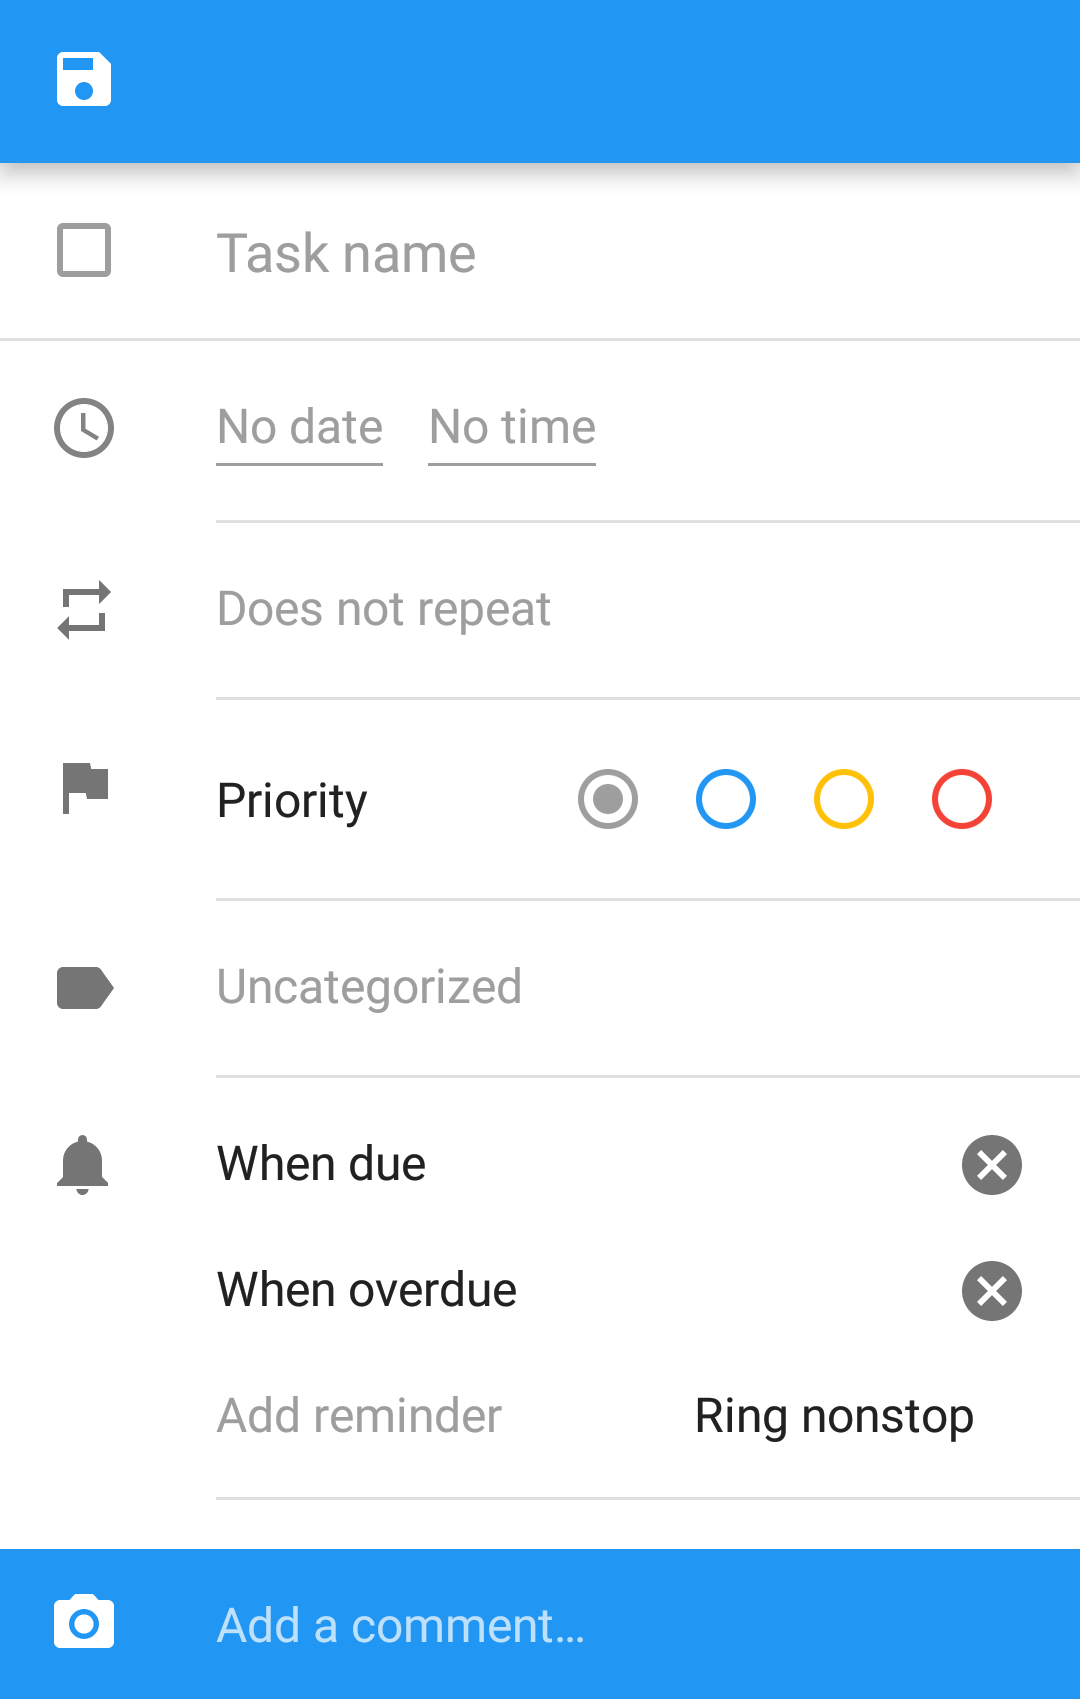 Task name
No date No time
Does not repeat
Priority
Uncategorized
When due
When overdue
Add reminder Ring nonstop
Add a comment...